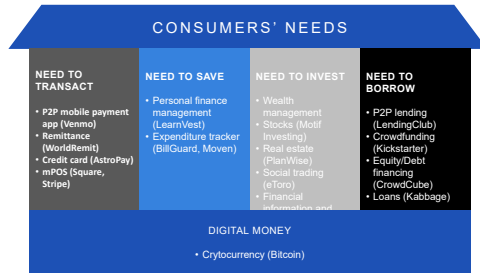 CONSUMERS’ NEEDS
NEED TO
TRANSACT
• P2P mobile payment
app (Venmo)
• Remittance
(WorldRemit)
• Credit card (AstroPay)
• mPOS (Square,
Stripe)
NEED TO SAVE
• Personal finance
management
(LearnVest)
• Expenditure tracker
(BillGuard, Moven)
NEED TO INVEST
• Wealth
management
• Stocks (Motif
Investing)
• Real estate
(PlanWise)
• Social trading
(eToro)
• Financial
information and
NEED TO
BORROW
• P2P lending
(LendingClub)
• Crowdfunding
(Kickstarter)
• Equity/Debt
financing
(CrowdCube)
• Loans (Kabbage)
DIGITAL MONEY
• Crytocurrency (Bitcoin)